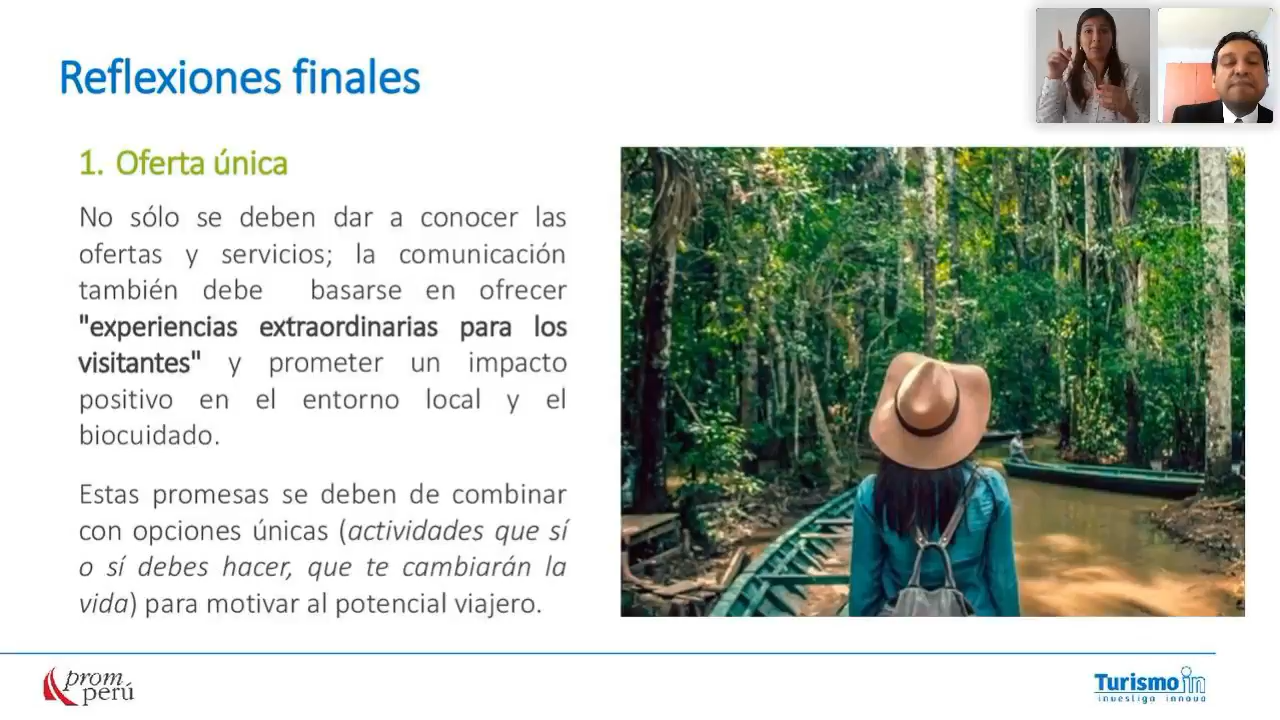 Reflexiones finales
1. Oferta única
No sólo se deben dar a conocer las
ofertas y servicios; la comunicación
también debe basarse en ofrecer
"experiencias extraordinarias para los
visitantes" y prometer un impacto
positivo en el entorno local y el
biocuidado.
Estas promesas se deben de combinar
con opciones únicas (actividades que sí
o sí debes hacer, que te cambiarán la
vida) para motivar al potencial viajero.
prom
perú
Turismo in
investiga innova